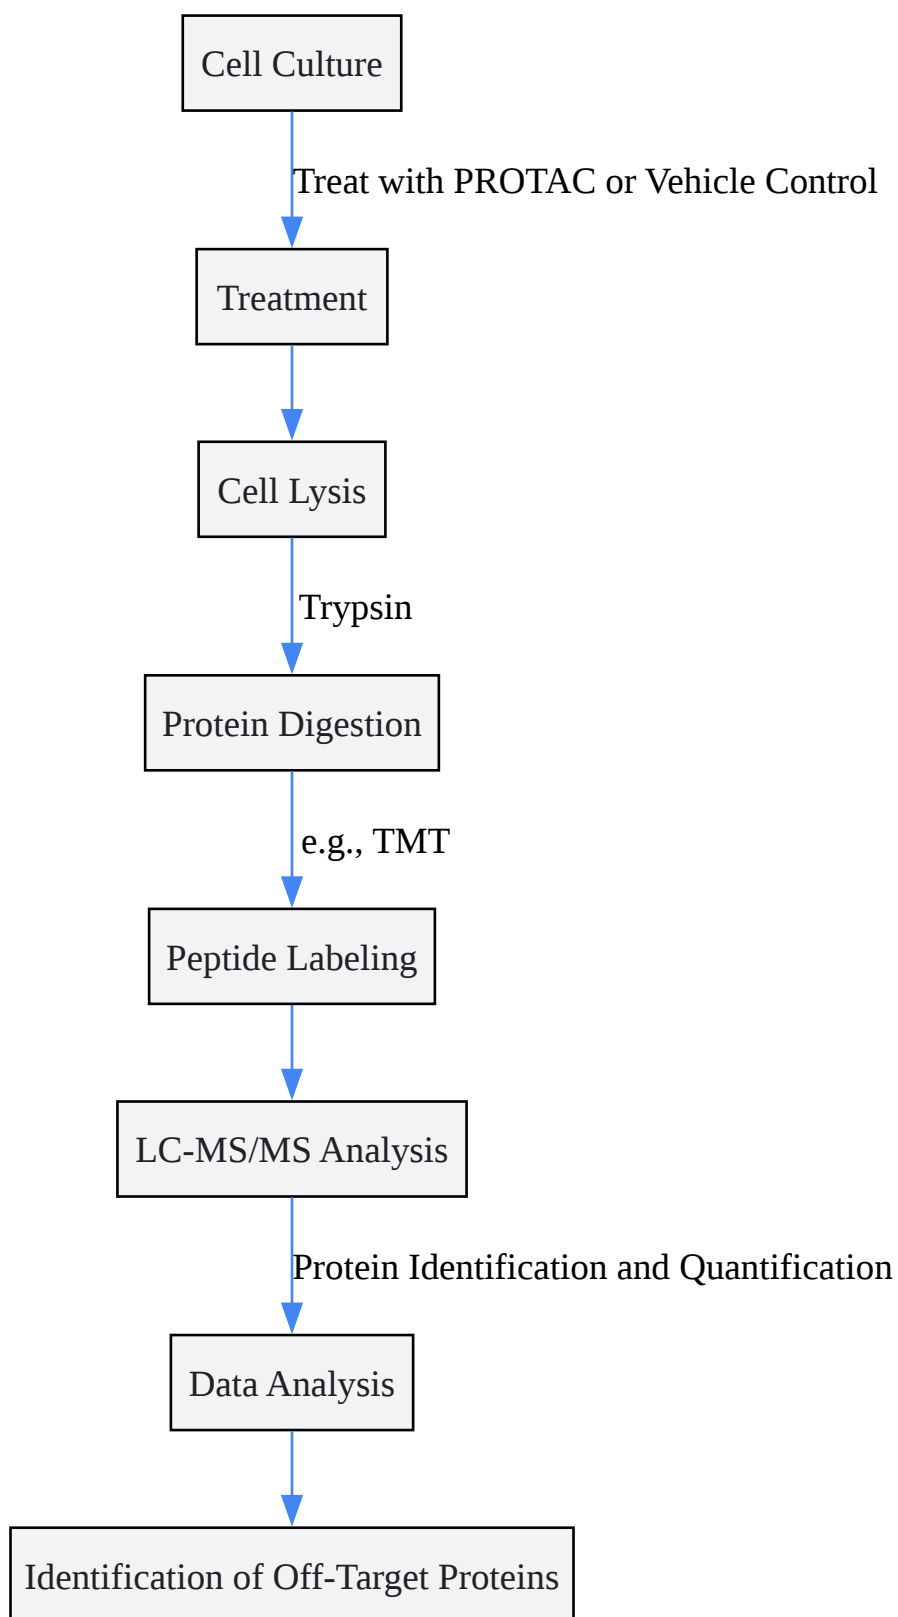 Cell Culture
Treat with PROTAC or Vehicle Control
Treatment
Cell Lysis
Trypsin
Protein Digestion
e.g., TMT
Peptide Labeling
LC-MS/MS Analysis
Protein Identification and Quantification
Data Analysis
Identification of Off-Target Proteins